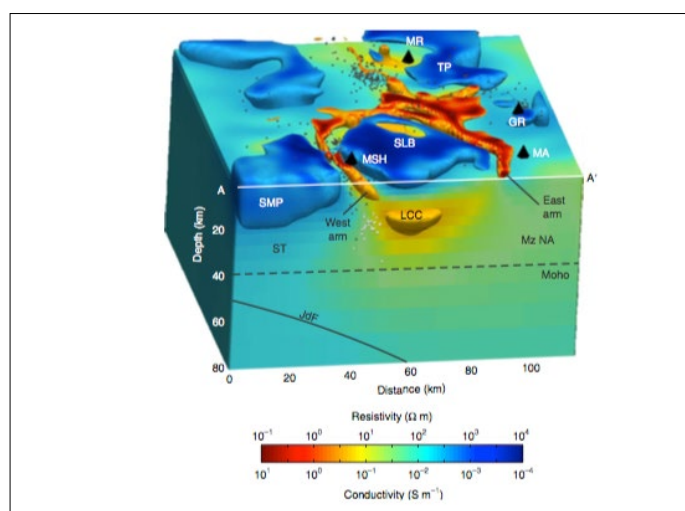 MR
TP
GR
SLB
MSH
MA
A
A'
SMP
West arm
LCC
East arm
ST
Mz NA
Moho
JdF
Depth (km)
20
40
60
80
0
20
40
60
80
100
Distance (km)
Resistivity (Ω m)
10⁻¹ 10⁰ 10¹ 10² 10³ 10⁴
10¹ 10⁰ 10⁻¹ 10⁻² 10⁻³ 10⁻⁴
Conductivity (S m⁻¹)